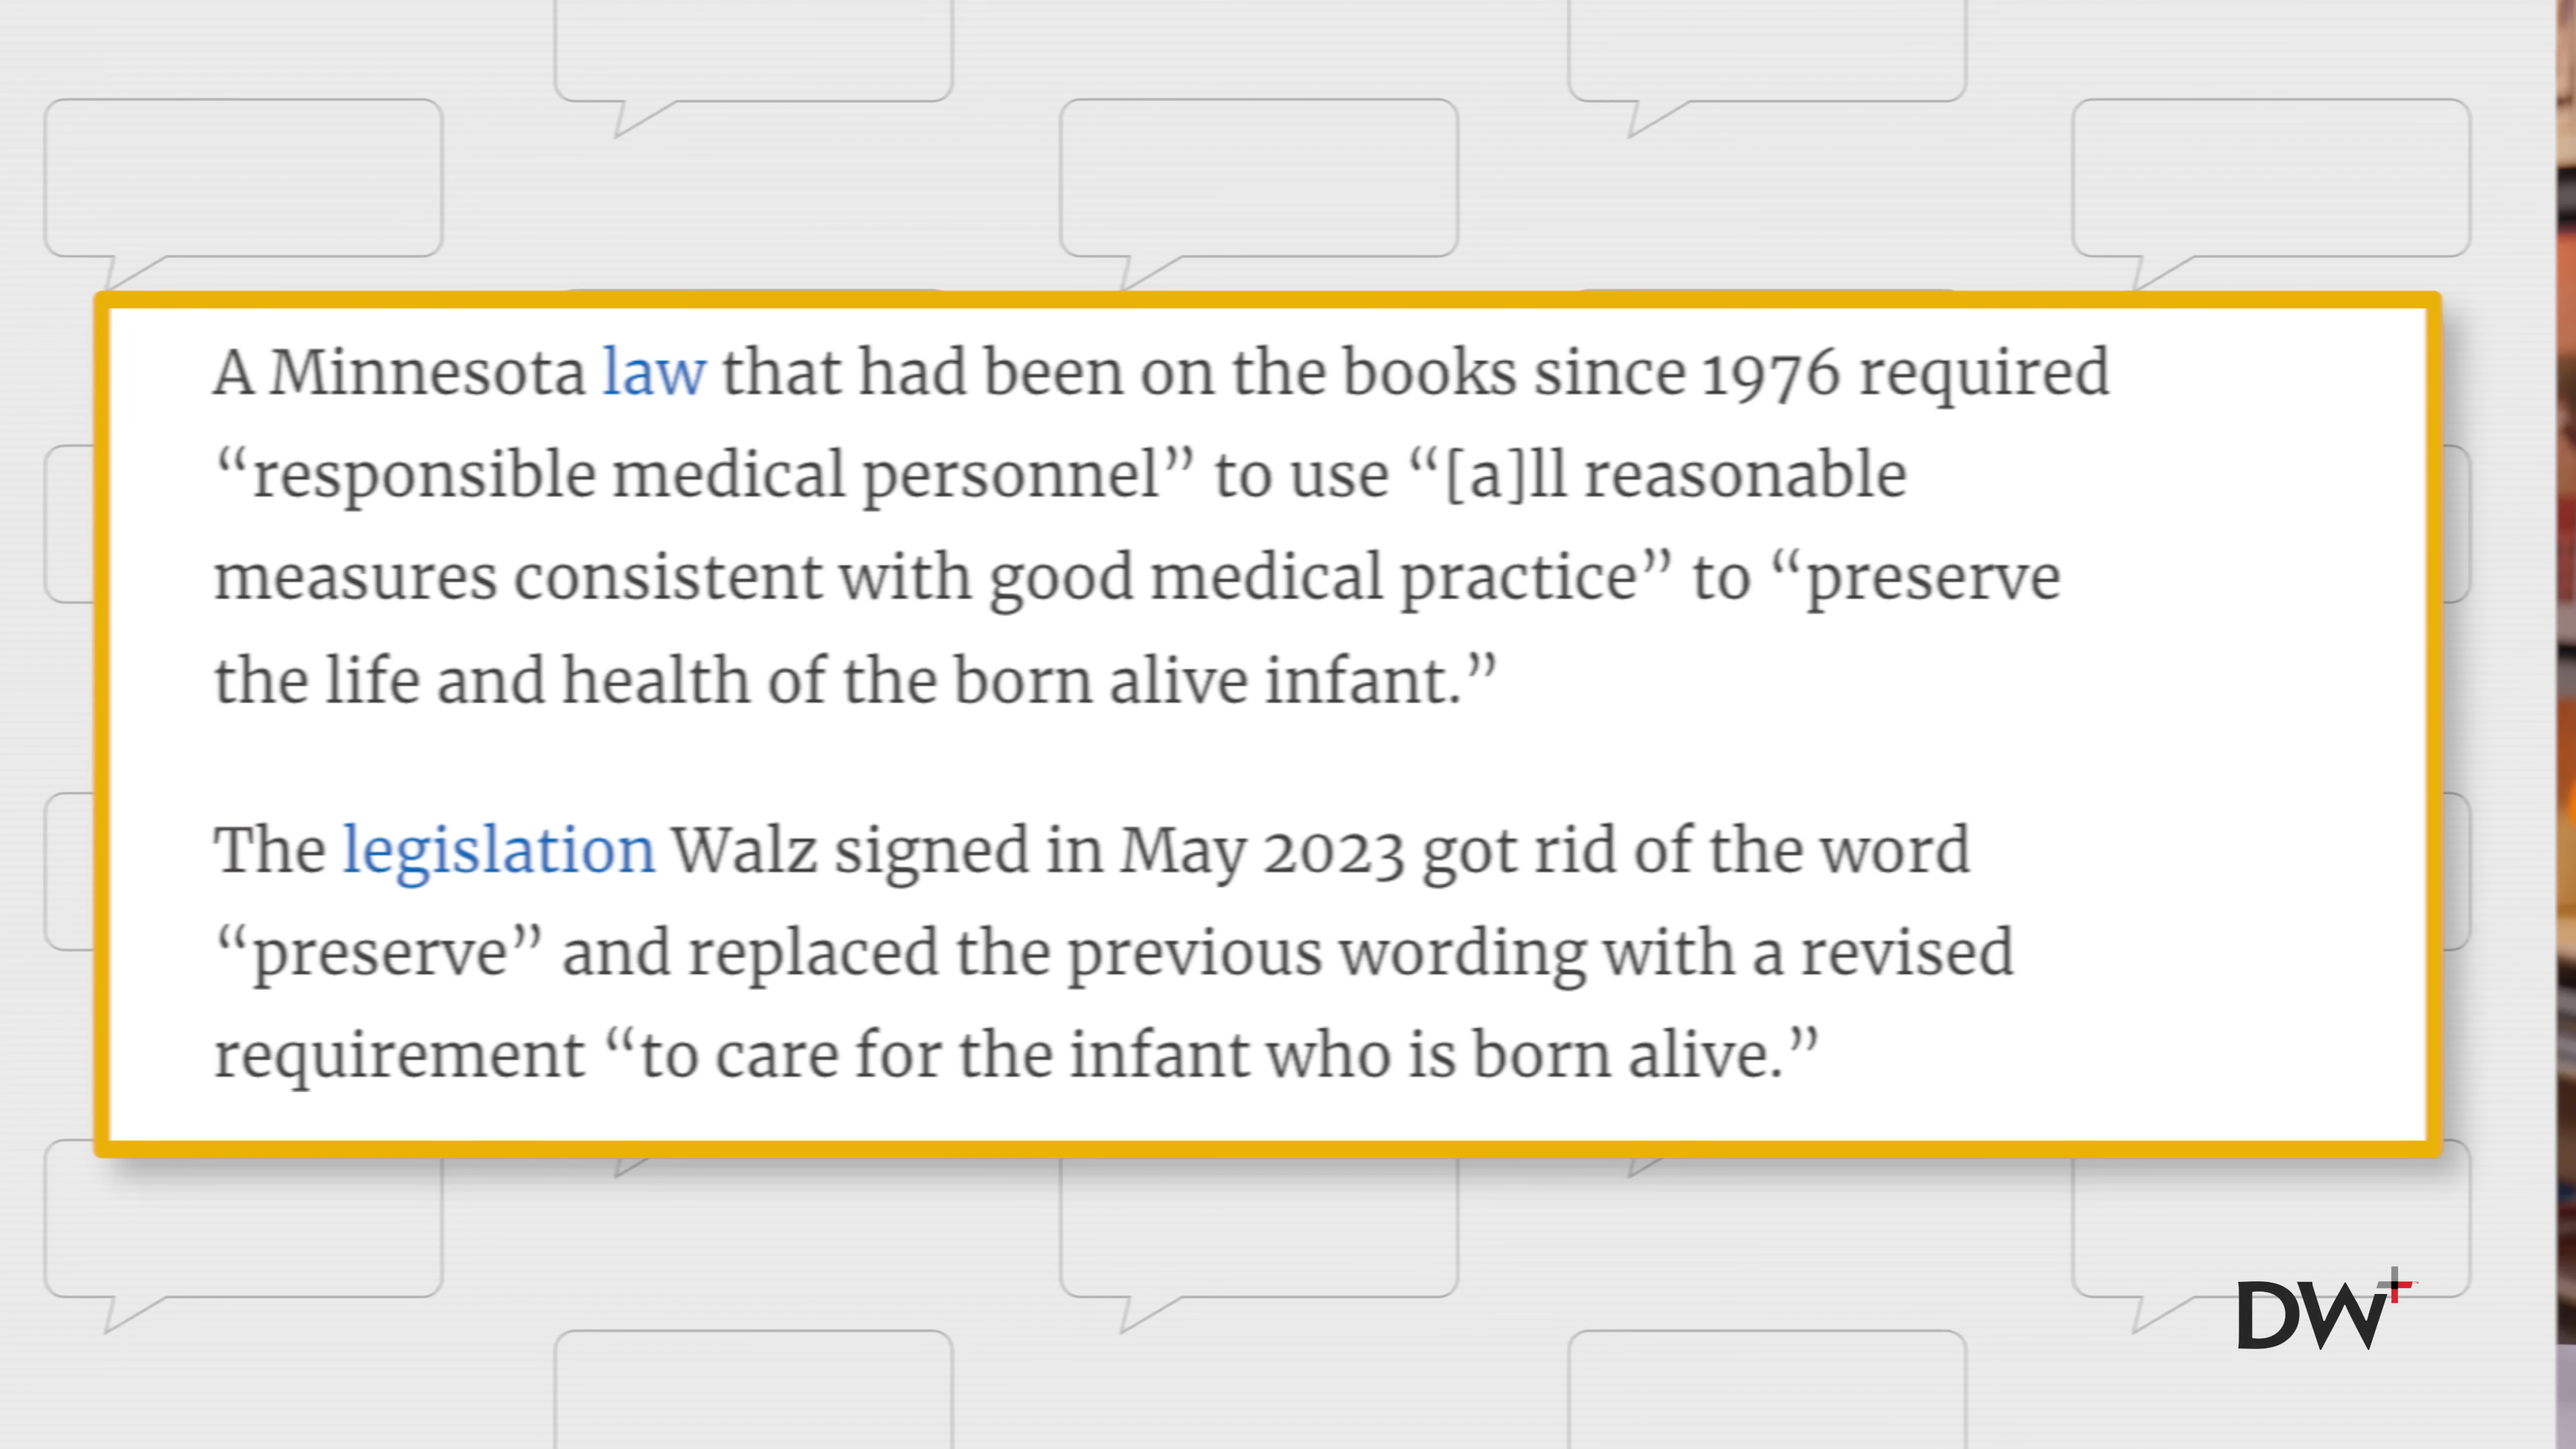 A Minnesota law that had been on the books since 1976 required
“responsible medical personnel” to use “[a]ll reasonable
measures consistent with good medical practice” to “preserve
the life and health of the born alive infant.”
The legislation Walz signed in May 2023 got rid of the word
“preserve” and replaced the previous wording with a revised
requirement “to care for the infant who is born alive.”
DW+